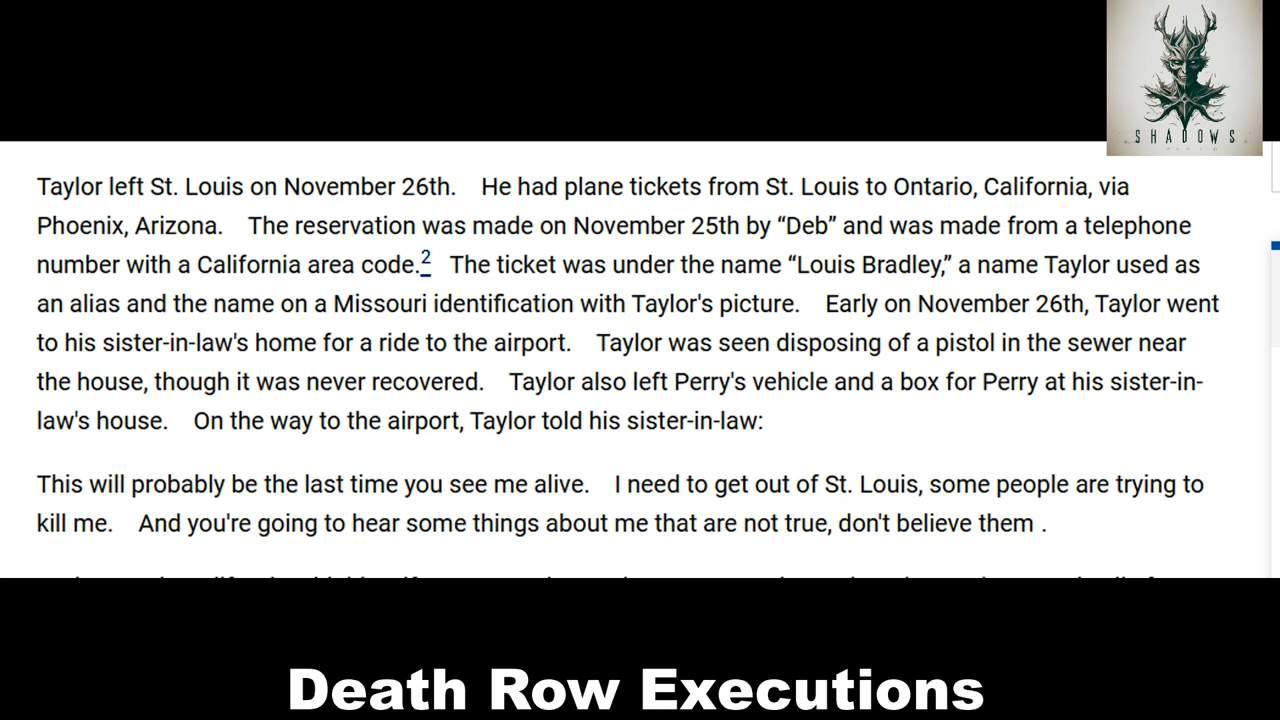 SHADOWS
Taylor left St. Louis on November 26th. He had plane tickets from St. Louis to Ontario, California, via
Phoenix, Arizona. The reservation was made on November 25th by “Deb” and was made from a telephone
number with a California area code.2 The ticket was under the name “Louis Bradley,” a name Taylor used as
an alias and the name on a Missouri identification with Taylor's picture. Early on November 26th, Taylor went
to his sister-in-law's home for a ride to the airport. Taylor was seen disposing of a pistol in the sewer near
the house, though it was never recovered. Taylor also left Perry's vehicle and a box for Perry at his sister-in-
law's house. On the way to the airport, Taylor told his sister-in-law:
This will probably be the last time you see me alive. I need to get out of St. Louis, some people are trying to
kill me. And you're going to hear some things about me that are not true, don't believe them .
Death Row Executions